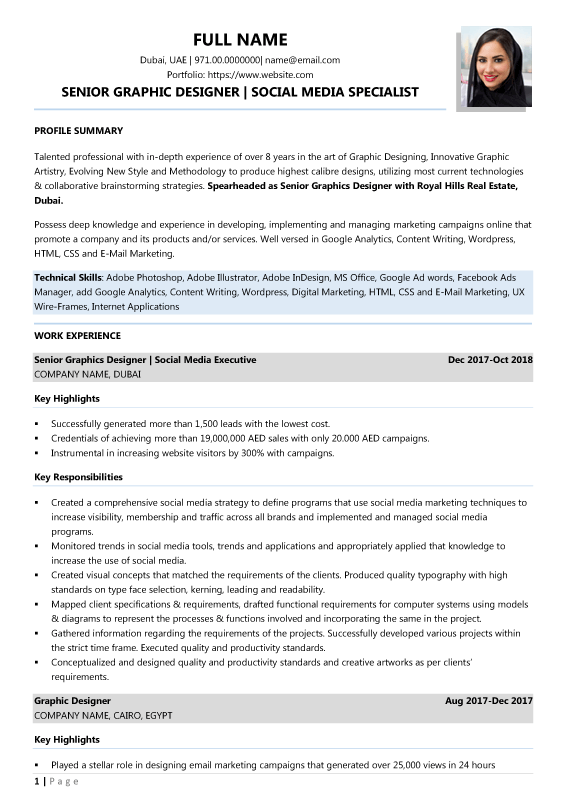 FULL NAME
Dubai, UAE | 971.00.0000000| name@email.com
Portfolio: https://www.website.com
SENIOR GRAPHIC DESIGNER | SOCIAL MEDIA SPECIALIST
PROFILE SUMMARY
Talented professional with in-depth experience of over 8 years in the art of Graphic Designing, Innovative Graphic
Artistry, Evolving New Style and Methodology to produce highest calibre designs, utilizing most current technologies
& collaborative brainstorming strategies. Spearheaded as Senior Graphics Designer with Royal Hills Real Estate,
Dubai.
Possess deep knowledge and experience in developing, implementing and managing marketing campaigns online that
promote a company and its products and/or services. Well versed in Google Analytics, Content Writing, Wordpress,
HTML, CSS and E-Mail Marketing.
Technical Skills: Adobe Photoshop, Adobe Illustrator, Adobe InDesign, MS Office, Google Ad words, Facebook Ads
Manager, add Google Analytics, Content Writing, Wordpress, Digital Marketing, HTML, CSS and E-Mail Marketing, UX
Wire-Frames, Internet Applications
WORK EXPERIENCE
Senior Graphics Designer | Social Media Executive Dec 2017-Oct 2018
COMPANY NAME, DUBAI
Key Highlights
▪ Successfully generated more than 1,500 leads with the lowest cost.
▪ Credentials of achieving more than 19,000,000 AED sales with only 20.000 AED campaigns.
▪ Instrumental in increasing website visitors by 300% with campaigns.
Key Responsibilities
▪ Created a comprehensive social media strategy to define programs that use social media marketing techniques to
increase visibility, membership and traffic across all brands and implemented and managed social media
programs.
▪ Monitored trends in social media tools, trends and applications and appropriately applied that knowledge to
increase the use of social media.
▪ Created visual concepts that matched the requirements of the clients. Produced quality typography with high
standards on type face selection, kerning, leading and readability.
▪ Mapped client specifications & requirements, drafted functional requirements for computer systems using models
& diagrams to represent the processes & functions involved and incorporating the same in the project.
▪ Gathered information regarding the requirements of the projects. Successfully developed various projects within
the strict time frame. Executed quality and productivity standards.
▪ Conceptualized and designed quality and productivity standards and creative artworks as per clients'
requirements.
Graphic Designer Aug 2017-Dec 2017
COMPANY NAME, CAIRO, EGYPT
Key Highlights
▪ Played a stellar role in designing email marketing campaigns that generated over 25,000 views in 24 hours
1 | Page